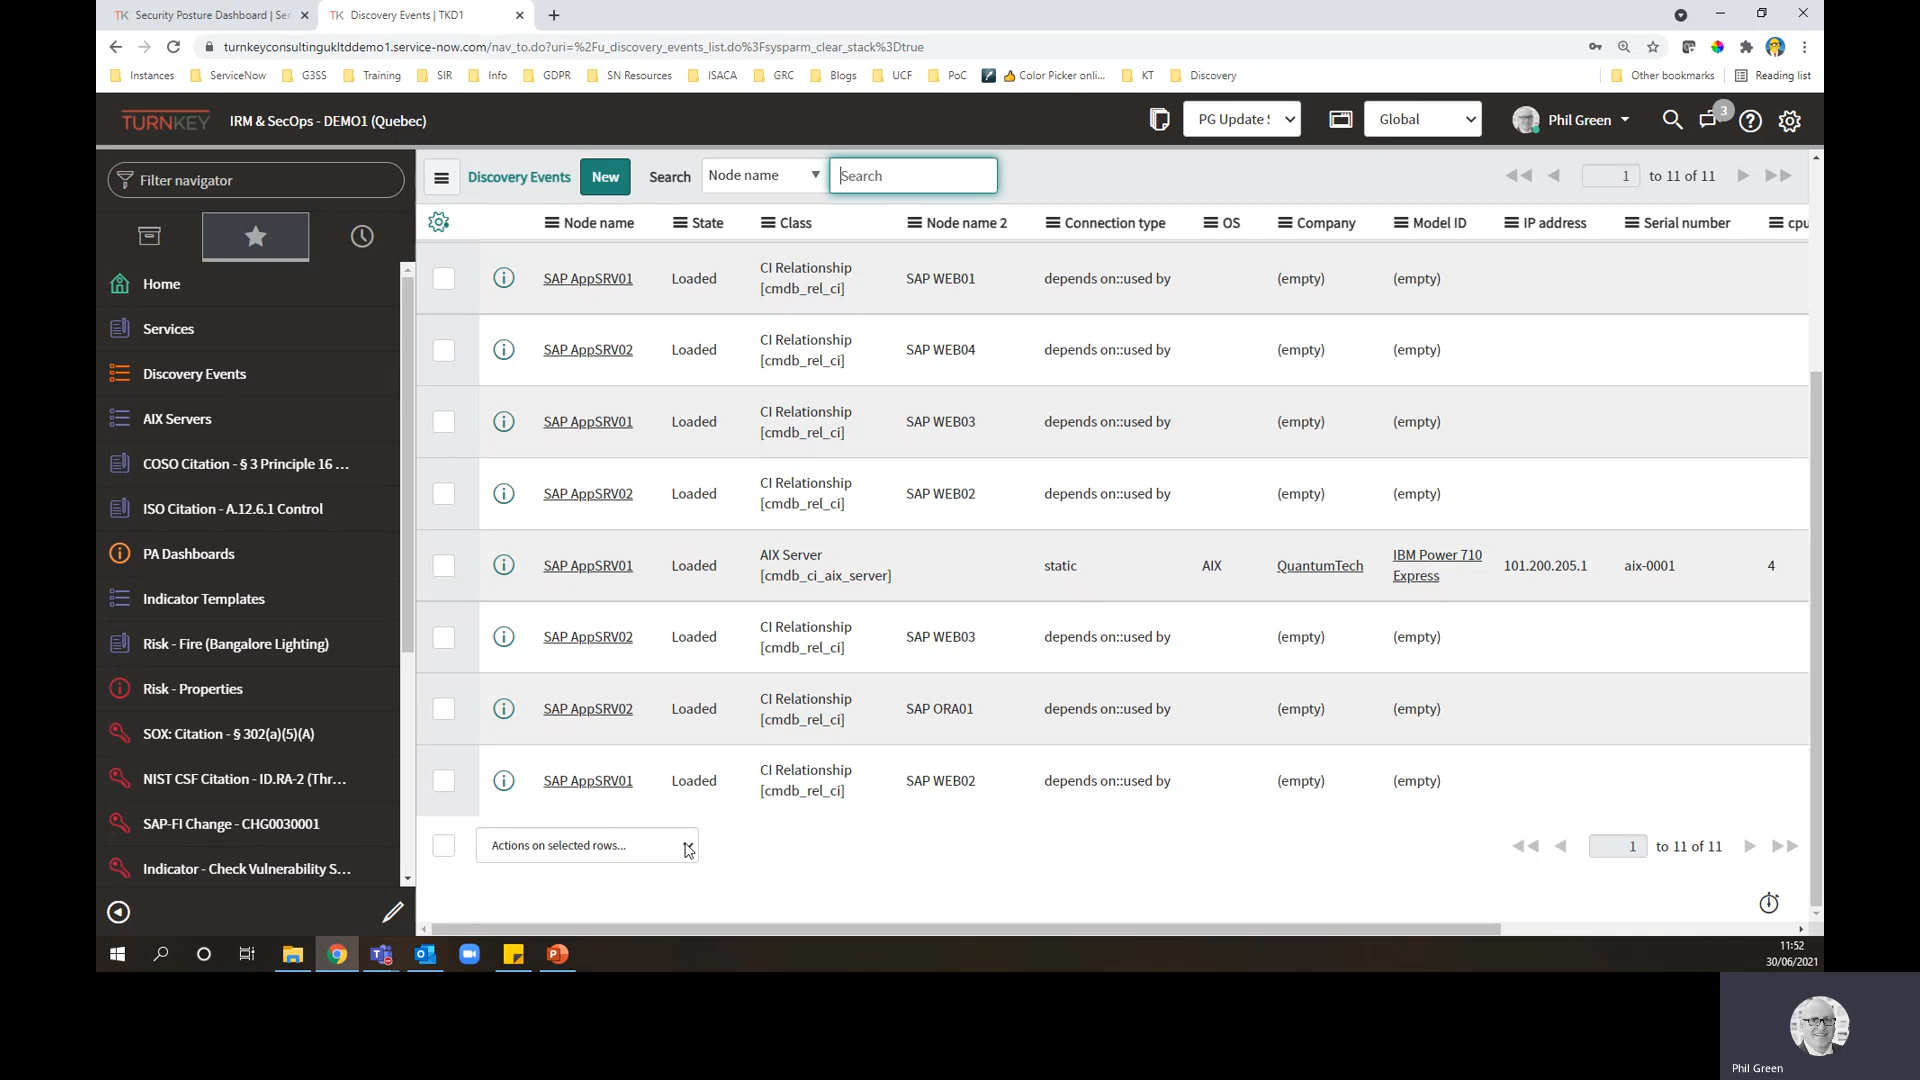 TK Security Posture Dashboard | Ser
TK Discovery Events | TKD1
turnkeyconsultingukltddemo1.service-now.com/nav_to.do?uri=%2Fu_discovery_events_list.do%3Fsysparm_clear_stack%3Dtrue
Instances ServiceNow G3SS Training SIR Info GDPR SN Resources ISACA GRC Blogs UCF PoC Color Picker onli... KT Discovery Other bookmarks Reading list
TURNKEY IRM & SecOps - DEMO1 (Quebec) PG Update S Global Phil Green 3
Filter navigator
Home
Services
Discovery Events
AIX Servers
COSO Citation - § 3 Principle 16 ...
ISO Citation - A.12.6.1 Control
PA Dashboards
Indicator Templates
Risk - Fire (Bangalore Lighting)
Risk - Properties
SOX: Citation - § 302(a)(5)(A)
NIST CSF Citation - ID.RA-2 (Thr...
SAP-FI Change - CHG0030001
Indicator - Check Vulnerability S...
Discovery Events New Search Node name Search 1 to 11 of 11
Node name State Class Node name 2 Connection type OS Company Model ID IP address Serial number cpu
SAP AppSRV01 Loaded CI Relationship [cmdb_rel_ci] SAP WEB01 depends on::used by (empty) (empty)
SAP AppSRV02 Loaded CI Relationship [cmdb_rel_ci] SAP WEB04 depends on::used by (empty) (empty)
SAP AppSRV01 Loaded CI Relationship [cmdb_rel_ci] SAP WEB03 depends on::used by (empty) (empty)
SAP AppSRV02 Loaded CI Relationship [cmdb_rel_ci] SAP WEB02 depends on::used by (empty) (empty)
SAP AppSRV01 Loaded AIX Server [cmdb_ci_aix_server] static AIX QuantumTech IBM Power 710 Express 101.200.205.1 aix-0001 4
SAP AppSRV02 Loaded CI Relationship [cmdb_rel_ci] SAP WEB03 depends on::used by (empty) (empty)
SAP AppSRV02 Loaded CI Relationship [cmdb_rel_ci] SAP ORA01 depends on::used by (empty) (empty)
SAP AppSRV01 Loaded CI Relationship [cmdb_rel_ci] SAP WEB02 depends on::used by (empty) (empty)
Actions on selected rows... 1 to 11 of 11
11:52
30/06/2021
Phil Green